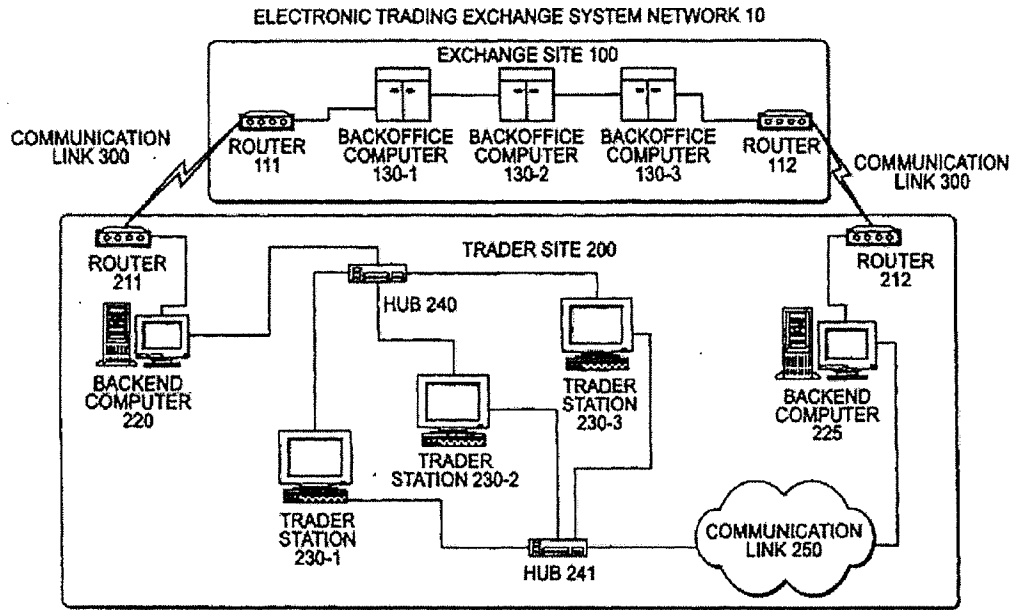 ELECTRONIC TRADING EXCHANGE SYSTEM NETWORK 10
EXCHANGE SITE 100
COMMUNICATION
LINK 300
ROUTER
111
BACKOFFICE
COMPUTER
130-1
BACKOFFICE
COMPUTER
130-2
BACKOFFICE
COMPUTER
130-3
ROUTER
112
COMMUNICATION
LINK 300
ROUTER
211
TRADER SITE 200
ROUTER
212
HUB 240
BACKEND
COMPUTER
220
TRADER
STATION
230-3
BACKEND
COMPUTER
225
TRADER
STATION 230-2
TRADER
STATION
230-1
HUB 241
COMMUNICATION
LINK 250